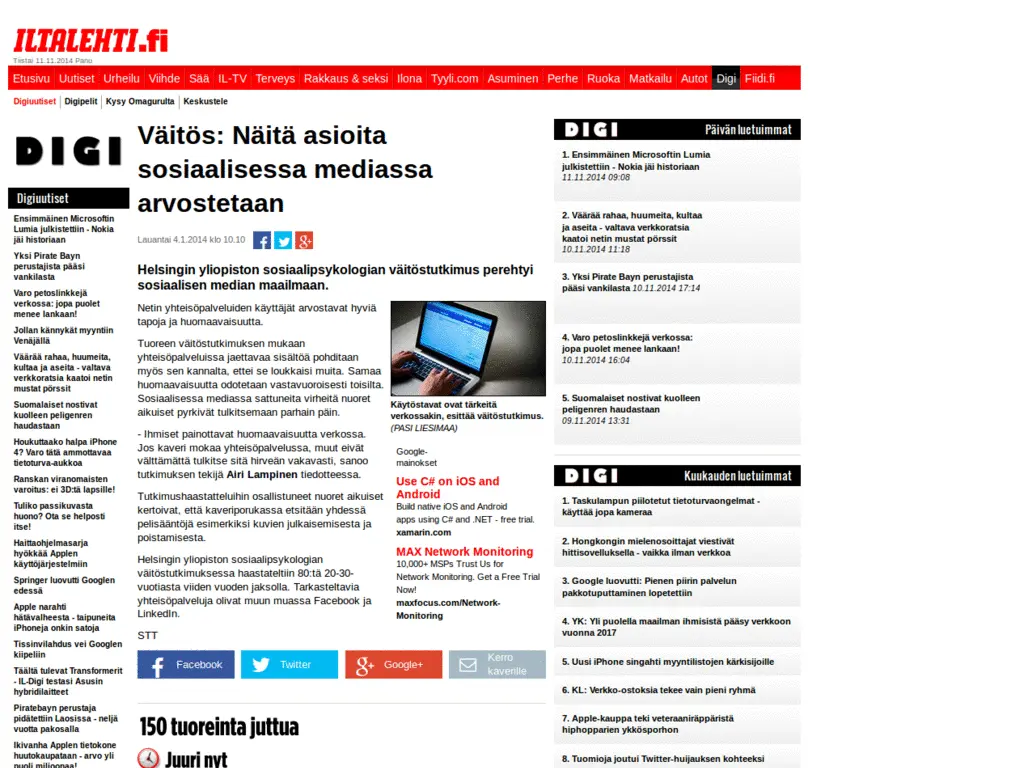 ILTALEHTI.fi
Tiistai 11.11.2014 Panu
Etusivu Uutiset Urheilu Viihde Sää IL-TV Terveys Rakkaus & seksi Ilona Tyyli.com Asuminen Perhe Ruoka Matkailu Autot Digi Fiidi.fi
Digiuutiset Digipelit Kysy Omagurulta Keskustele
DIGI
Digiuutiset
Ensimmäinen Microsoftin
Lumia julkistettiin - Nokia
jäi historiaan
Yksi Pirate Bayn
perustajista pääsi
vankilasta
Varo petoslinkkejä
verkossa: jopa puolet
menee lankaan!
Jollan kännykät myyntiin
Venäjällä
Väärää rahaa, huumeita,
kultaa ja aseita - valtava
verkkoratsia kaatoi netin
mustat pörssit
Suomalaiset nostivat
kuolleen peligenren
haudastaan
Houkuttaako halpa iPhone
4? Varo tätä ammottavaa
tietoturva-aukkoa
Ranskan viranomaisten
varoitus: ei 3D:tä lapsille!
Tuliko passikuvasta
huono? Ota se helposti
itse!
Haittaohjelmasarja
hyökkää Applen
käyttöjärjestelmiin
Springer luovutti Googlen
edessä
Apple narahti
hätävalheesta - taipuneita
iPhoneja onkin satoja
Tissinvilahdus vei Googlen
kiipeliin
Täältä tulevat Transformerit
- IL-Digi testasi Asusin
hybridilaitteet
Piratebayn perustaja
pidätettiin Laosissa - neljä
vuotta pakosalla
Ikivanha Applen tietokone
huutokaupataan - arvo yli
puoli miljoonaa!
Väitös: Näitä asioita
sosiaalisessa mediassa
arvostetaan
Lauantai 4.1.2014 klo 10.10
Helsingin yliopiston sosiaalipsykologian väitöstutkimus perehtyi
sosiaalisen median maailmaan.
Netin yhteisöpalveluiden käyttäjät arvostavat hyviä
tapoja ja huomaavaisuutta.
Tuoreen väitöstutkimuksen mukaan
yhteisöpalveluissa jaettavaa sisältöä pohditaan
myös sen kannalta, ettei se loukkaisi muita. Samaa
huomaavaisuutta odotetaan vastavuoroisesti toisilta.
Sosiaalisessa mediassa sattuneita virheitä nuoret
aikuiset pyrkivät tulkitsemaan parhain päin.
- Ihmiset painottavat huomaavaisuutta verkossa.
Jos kaveri mokaa yhteisöpalvelussa, muut eivät
välttämättä tulkitse sitä hirveän vakavasti, sanoo
tutkimuksen tekijä Airi Lampinen tiedotteessa.
Tutkimushaastatteluihin osallistuneet nuoret aikuiset
kertoivat, että kaveriporukassa etsitään yhdessä
pelisääntöjä esimerkiksi kuvien julkaisemisesta ja
poistamisesta.
Helsingin yliopiston sosiaalipsykologian
väitöstutkimuksessa haastateltiin 80:tä 20-30-
vuotiasta viiden vuoden jaksolla. Tarkasteltavia
yhteisöpalveluja olivat muun muassa Facebook ja
LinkedIn.
STT
Käytöstavat ovat tärkeitä
verkossakin, esittää väitöstutkimus.
(PASI LIESIMAA)
Google-
mainokset
Use C# on iOS and
Android
Build native iOS and Android
apps using C# and .NET - free trial.
xamarin.com
MAX Network Monitoring
10,000+ MSPs Trust Us for
Network Monitoring. Get a Free Trial
Now!
maxfocus.com/Network-
Monitoring
Facebook Twitter Google+ Kerro
kaverille
150 tuoreinta juttua
Juuri nyt
DIGI Päivän luetuimmat
1. Ensimmäinen Microsoftin Lumia
julkistettiin - Nokia jäi historiaan
11.11.2014 09:08
2. Väärää rahaa, huumeita, kultaa
ja aseita - valtava verkkoratsia
kaatoi netin mustat pörssit
10.11.2014 11:18
3. Yksi Pirate Bayn perustajista
pääsi vankilasta 10.11.2014 17:14
4. Varo petoslinkkejä verkossa:
jopa puolet menee lankaan!
10.11.2014 16:04
5. Suomalaiset nostivat kuolleen
peligenren haudastaan
09.11.2014 13:31
DIGI Kuukauden luetuimmat
1. Taskulampun piilotetut tietoturvaongelmat -
käyttää jopa kameraa
2. Hongkongin mielenosoittajat viestivät
hittisovelluksella - vaikka ilman verkkoa
3. Google luovutti: Pienen piirin palvelun
pakkotuputtaminen lopetettiin
4. YK: Yli puolella maailman ihmisistä pääsy verkkoon
vuonna 2017
5. Uusi iPhone singahti myyntilistojen kärkisijoille
6. KL: Verkko-ostoksia tekee vain pieni ryhmä
7. Apple-kauppa teki veteraaniräppäristä
hiphopparien ykkösporhon
8. Tuomioja joutui Twitter-huijauksen kohteeksi